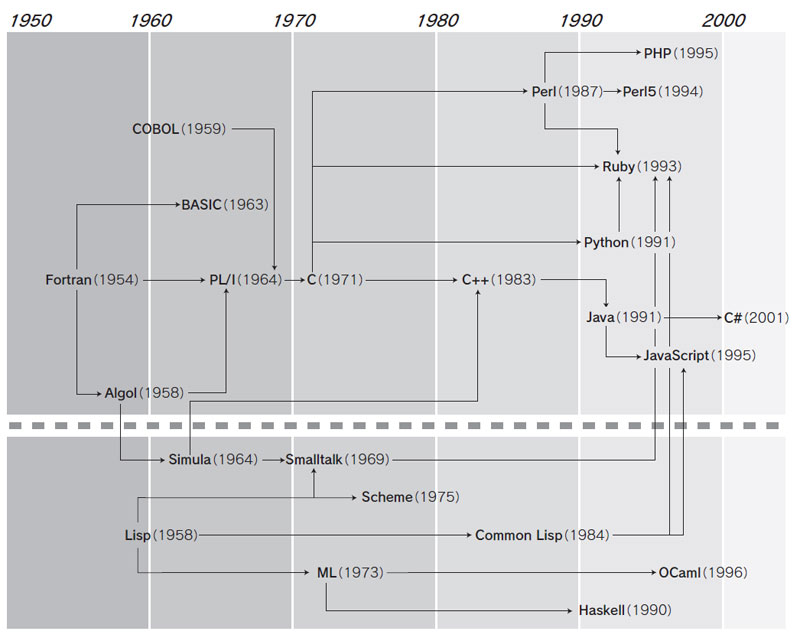 1950 1960 1970 1980 1990 2000
PHP (1995)
Perl (1987) Perl5 (1994)
COBOL (1959)
Ruby (1993)
BASIC (1963)
Python (1991)
Fortran (1954) PL/I (1964) C (1971) C++ (1983)
Java (1991) C# (2001)
JavaScript (1995)
Algol (1958)
Simula (1964) Smalltalk (1969)
Scheme (1975)
Lisp (1958) Common Lisp (1984)
ML (1973) OCaml (1996)
Haskell (1990)